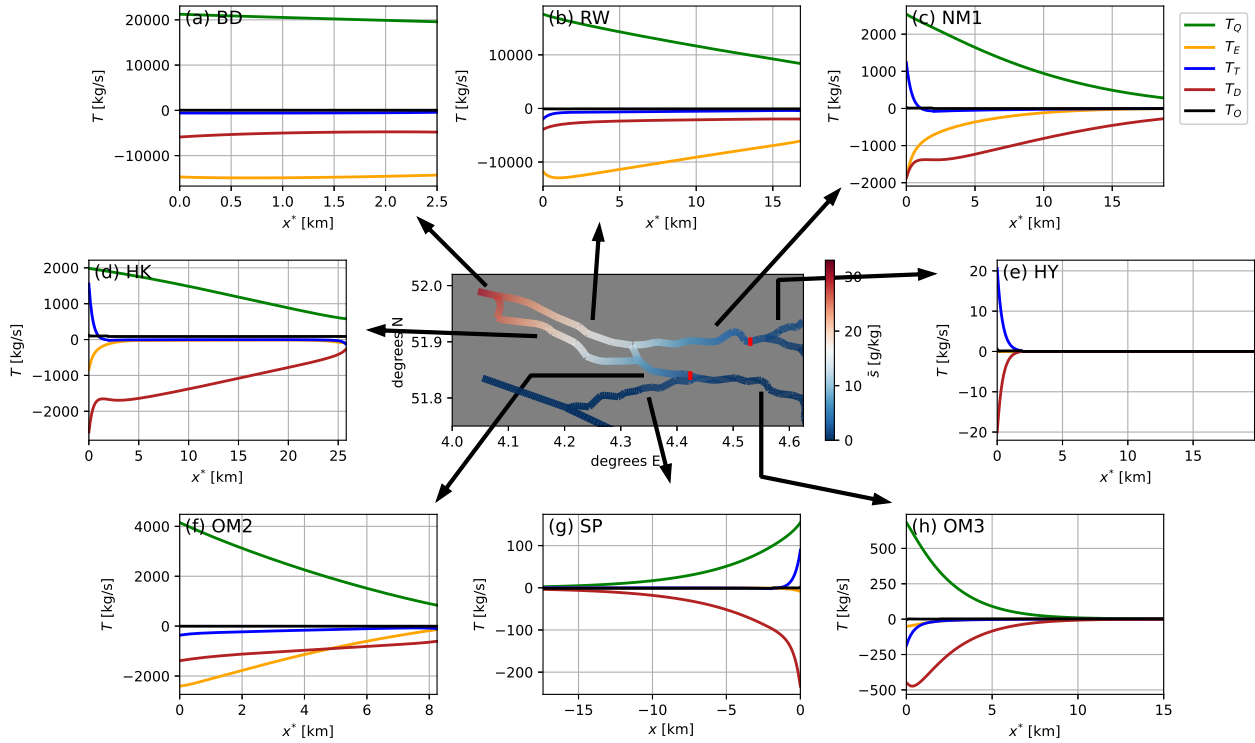 (a) BD
20000
10000
0
−10000
T [kg/s]
0.0 0.5 1.0 1.5 2.0 2.5
x* [km]
(b) RW
10000
0
−10000
T [kg/s]
0 5 10 15
x* [km]
(c) NM1
2000
1000
0
−1000
−2000
T [kg/s]
0 5 10 15
x* [km]
T_Q
T_E
T_T
T_D
T_O
(d) HK
2000
1000
0
−1000
−2000
T [kg/s]
0 5 10 15 20 25
x* [km]
52.0
51.9
51.8
degrees N
4.0 4.1 4.2 4.3 4.4 4.5 4.6
degrees E
30
20
10
0
s̄ [g/kg]
(e) HY
20
10
0
−10
−20
T [kg/s]
0 5 10 15
x* [km]
(f) OM2
4000
2000
0
−2000
T [kg/s]
0 2 4 6 8
x* [km]
(g) SP
100
0
−100
−200
T [kg/s]
−15 −10 −5 0
x [km]
(h) OM3
500
250
0
−250
−500
T [kg/s]
0 5 10 15
x* [km]